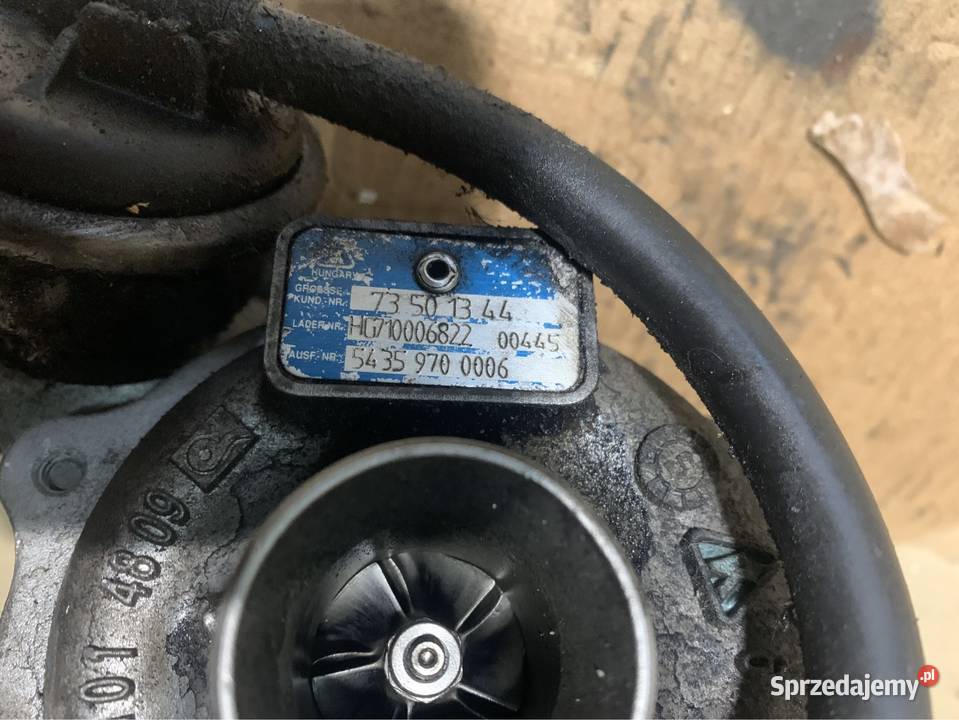 HUNGARY
GROSSE
KUND.-NR. 73 50 13 44
LADER NR. HG710006822 00445
AUSF. NR. 5435 970 0006
48 09
01
Sprzedajemy.pl